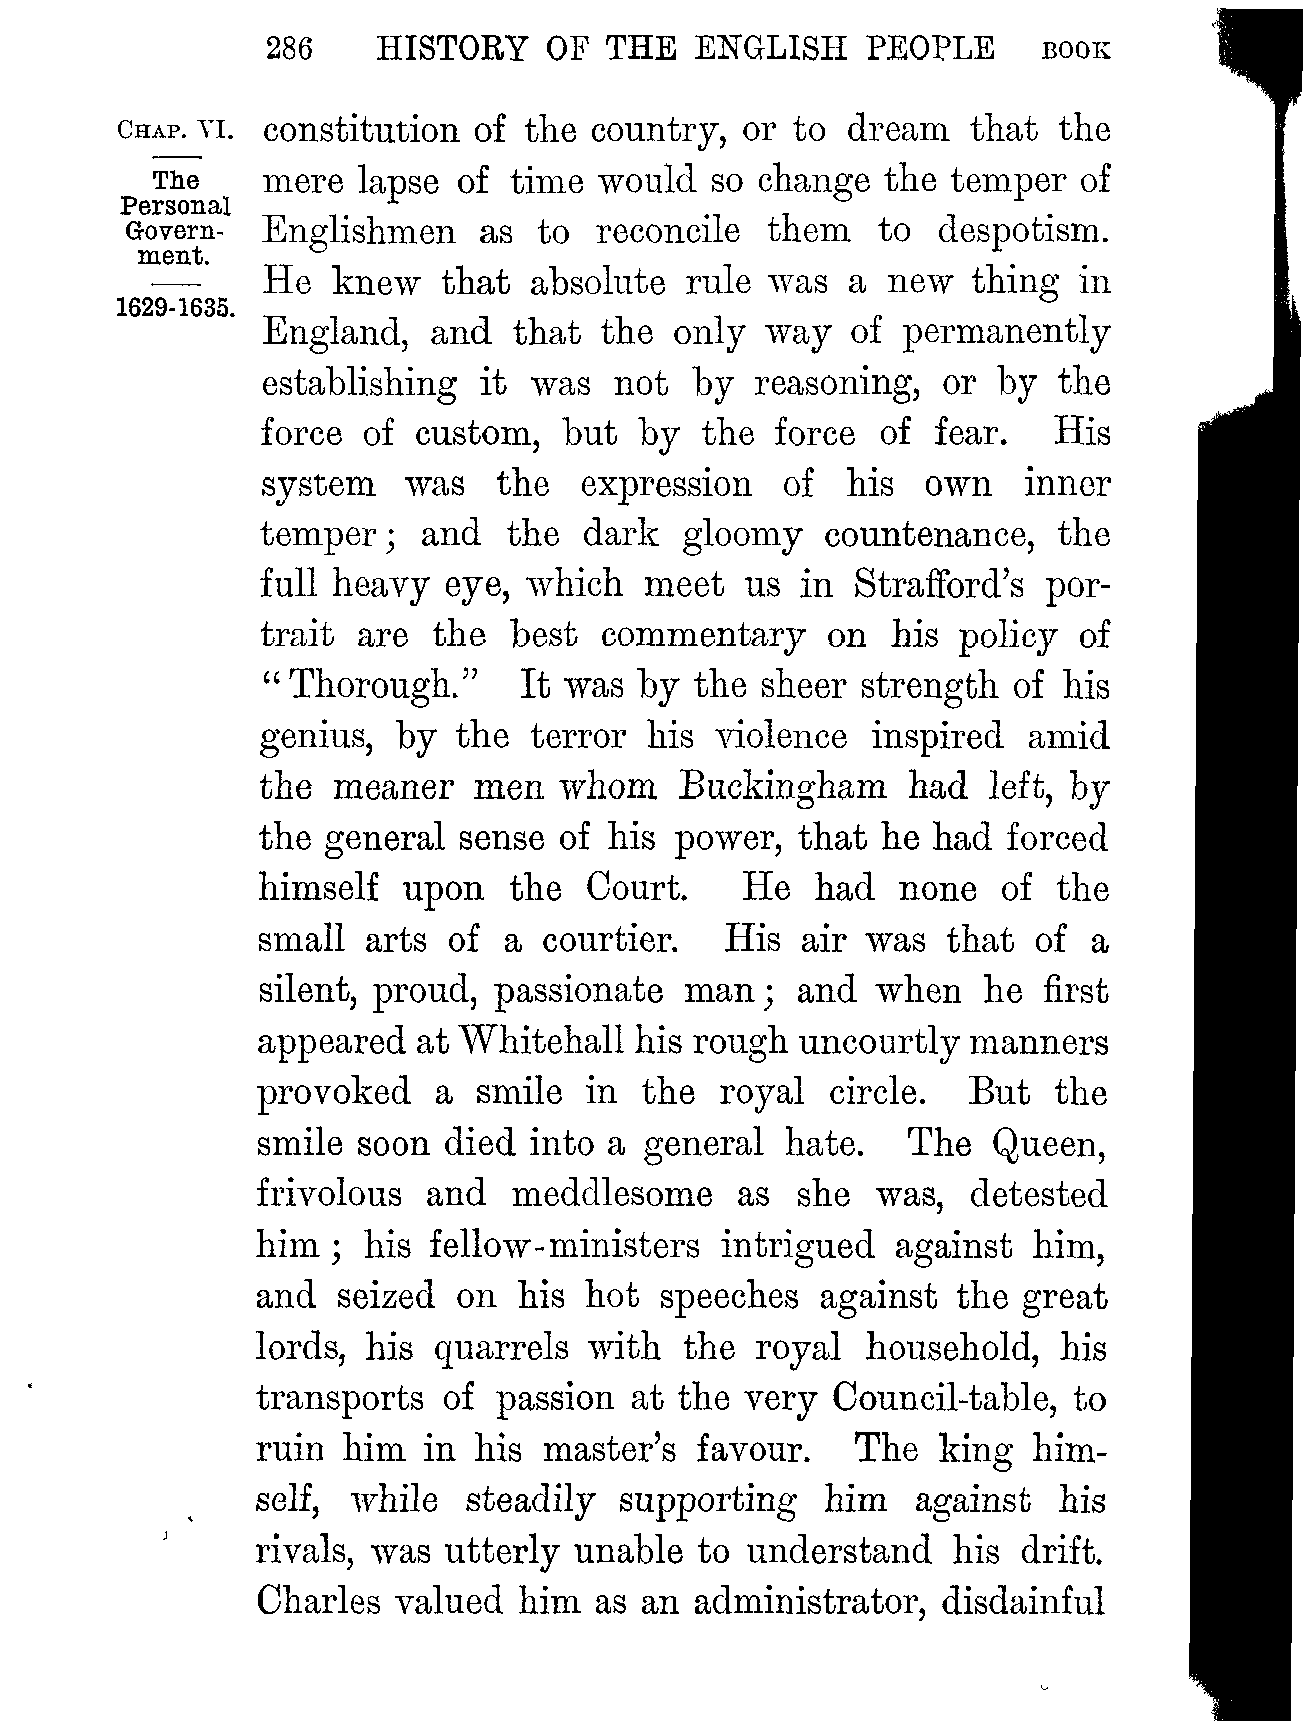 286 HISTORY OF THE ENGLISH PEOPLE BOOK
CHAP. VI.
The
Personal
Govern-
ment.
1629-1635.
constitution of the country, or to dream that the
mere lapse of time would so change the temper of
Englishmen as to reconcile them to despotism.
He knew that absolute rule was a new thing in
England, and that the only way of permanently
establishing it was not by reasoning, or by the
force of custom, but by the force of fear. His
system was the expression of his own inner
temper; and the dark gloomy countenance, the
full heavy eye, which meet us in Strafford's por-
trait are the best commentary on his policy of
"Thorough." It was by the sheer strength of his
genius, by the terror his violence inspired amid
the meaner men whom Buckingham had left, by
the general sense of his power, that he had forced
himself upon the Court. He had none of the
small arts of a courtier. His air was that of a
silent, proud, passionate man; and when he first
appeared at Whitehall his rough uncourtly manners
provoked a smile in the royal circle. But the
smile soon died into a general hate. The Queen,
frivolous and meddlesome as she was, detested
him; his fellow-ministers intrigued against him,
and seized on his hot speeches against the great
lords, his quarrels with the royal household, his
transports of passion at the very Council-table, to
ruin him in his master's favour. The king him-
self, while steadily supporting him against his
rivals, was utterly unable to understand his drift.
Charles valued him as an administrator, disdainful